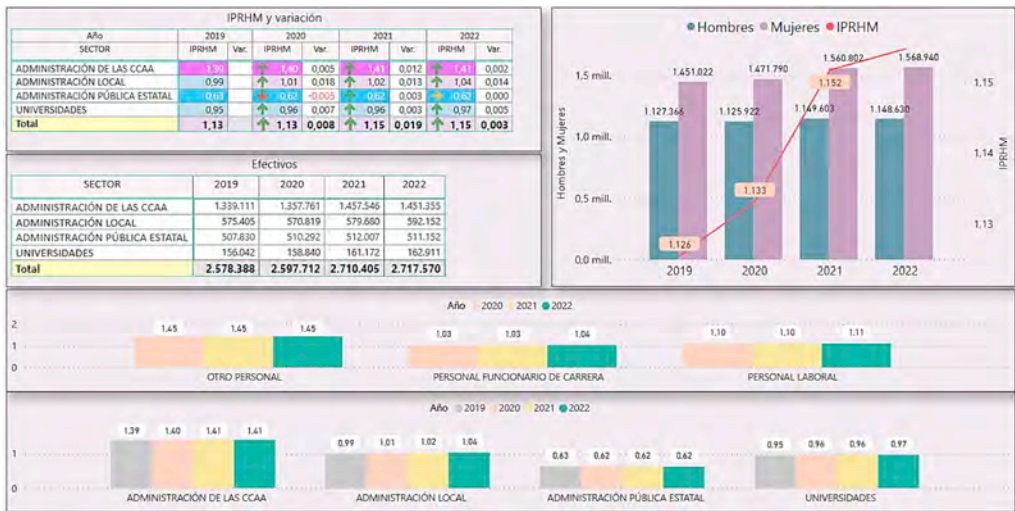 IPRHM y variación
Año 2019 2020 2021 2022
SECTOR IPRHM Var. IPRHM Var. IPRHM Var. IPRHM Var.
ADMINISTRACIÓN DE LAS CCAA 1,39 1,40 0,005 1,41 0,012 1,41 0,002
ADMINISTRACIÓN LOCAL 0,99 1,01 0,018 1,02 0,013 1,04 0,014
ADMINISTRACIÓN PÚBLICA ESTATAL 0,63 0,62 -0,005 0,62 0,003 0,62 0,000
UNIVERSIDADES 0,95 0,96 0,007 0,96 0,003 0,97 0,005
Total 1,13 1,13 0,008 1,15 0,019 1,15 0,003
Efectivos
SECTOR 2019 2020 2021 2022
ADMINISTRACIÓN DE LAS CCAA 1.339.111 1.357.761 1.457.546 1.451.355
ADMINISTRACIÓN LOCAL 575.405 570.819 579.680 592.152
ADMINISTRACIÓN PÚBLICA ESTATAL 507.830 510.292 512.007 511.152
UNIVERSIDADES 156.042 158.840 161.172 162.911
Total 2.578.388 2.597.712 2.710.405 2.717.570
Hombres Mujeres IPRHM
Hombres y Mujeres
1,5 mill.
1,0 mill.
0,5 mill.
0,0 mill.
1.127.366 1.451.022 1.125.922 1.471.790 1.149.603 1.560.802 1.148.630 1.568.940
1,126 1,133 1,152
2019 2020 2021 2022
1,15
1,14
1,13
IPRHM
Año 2020 2021 2022
2
1
0
1,45 1,45 1,45 1,03 1,03 1,04 1,10 1,10 1,11
OTRO PERSONAL PERSONAL FUNCIONARIO DE CARRERA PERSONAL LABORAL
Año 2019 2020 2021 2022
1
0
1,39 1,40 1,41 1,41 0,99 1,01 1,02 1,04 0,63 0,62 0,62 0,62 0,95 0,96 0,96 0,97
ADMINISTRACIÓN DE LAS CCAA ADMINISTRACIÓN LOCAL ADMINISTRACIÓN PÚBLICA ESTATAL UNIVERSIDADES